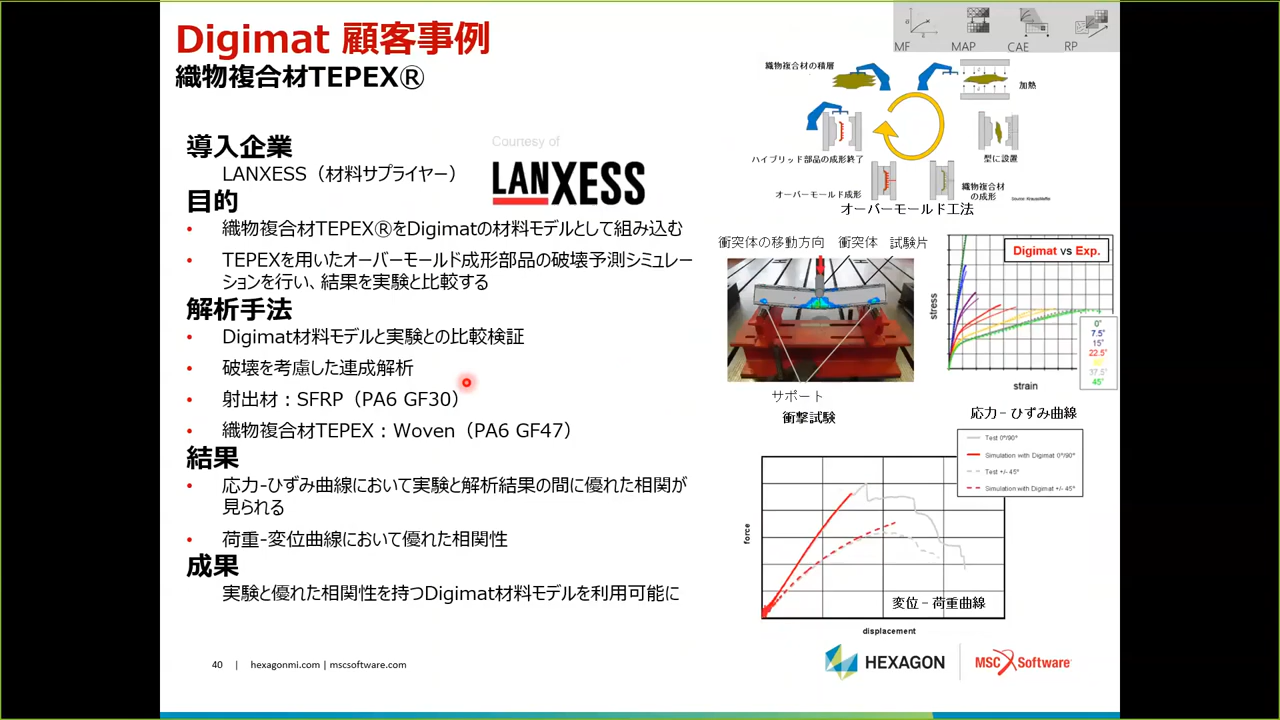 Digimat 顧客事例
織物複合材TEPEX®
導入企業
LANXESS（材料サプライヤー）
目的
• 織物複合材TEPEX®をDigimatの材料モデルとして組み込む
• TEPEXを用いたオーバーモールド成形部品の破壊予測シミュレー
ションを行い、結果を実験と比較する
解析手法
• Digimat材料モデルと実験との比較検証
• 破壊を考慮した連成解析
• 射出材：SFRP（PA6 GF30）
• 織物複合材TEPEX：Woven（PA6 GF47）
結果
• 応力-ひずみ曲線において実験と解析結果の間に優れた相関が
見られる
• 荷重-変位曲線において優れた相関性
成果
実験と優れた相関性を持つDigimat材料モデルを利用可能に
Courtesy of
LANXESS
MF MAP CAE RP
織物複合材の積層
加熱
ハイブリッド部品の成形終了
型に設置
オーバーモールド成形
織物複合材
の成形
オーバーモールド工法
衝突体の移動方向 衝突体 試験片
サポート
衝撃試験
Digimat vs Exp.
stress
strain
0°
7.5°
15°
22.5°
37.5°
45°
応力 – ひずみ曲線
Test 0°/90°
Simulation with Digimat 0°/90°
Test +/- 45°
Simulation with Digimat +/- 45°
force
変位 – 荷重曲線
displacement
40 | hexagonmi.com | mscsoftware.com
HEXAGON
MSC Software